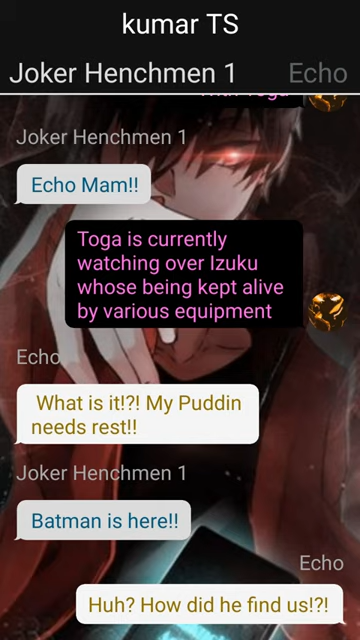 kumar TS
Joker Henchmen 1 Echo
Joker Henchmen 1
Echo Mam!!
Toga is currently
watching over Izuku
whose being kept alive
by various equipment
Echo
What is it!?! My Puddin
needs rest!!
Joker Henchmen 1
Batman is here!!
Echo
Huh? How did he find us!?!